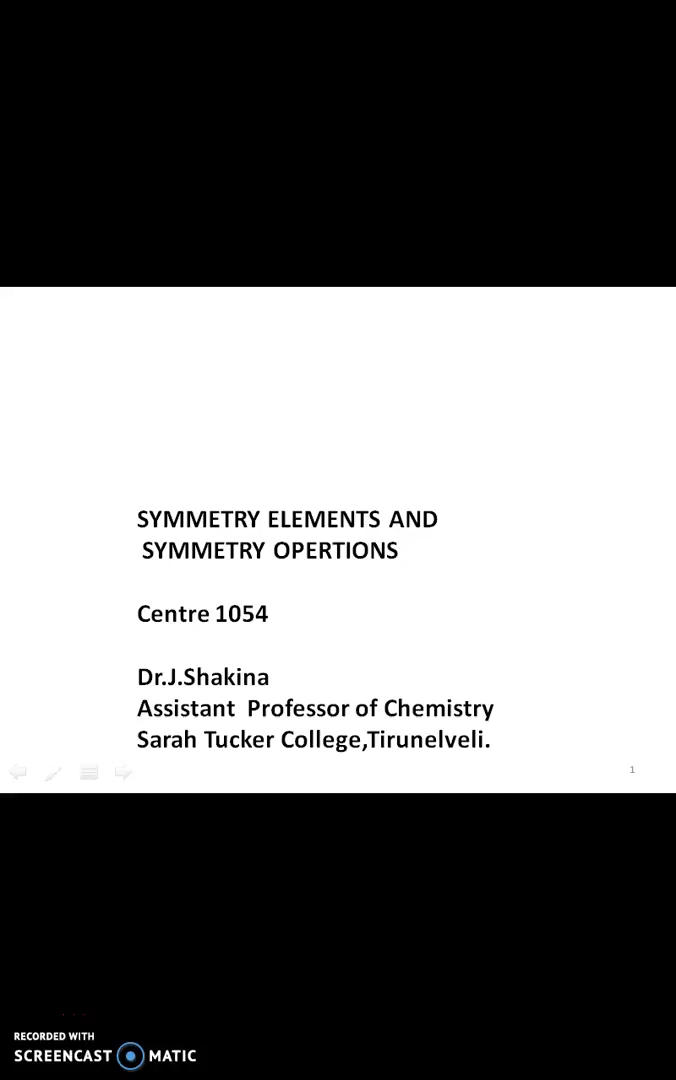 SYMMETRY ELEMENTS AND
SYMMETRY OPERTIONS
Centre 1054
Dr.J.Shakina
Assistant Professor of Chemistry
Sarah Tucker College,Tirunelveli.
1
RECORDED WITH
SCREENCAST MATIC